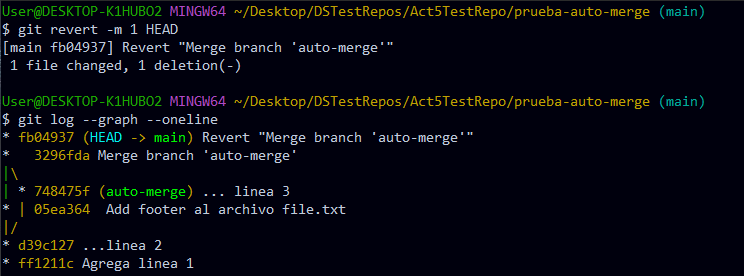 User@DESKTOP-K1HUBO2 MINGW64 ~/Desktop/DSTestRepos/Act5TestRepo/prueba-auto-merge (main)
$ git revert -m 1 HEAD
[main fb04937] Revert "Merge branch 'auto-merge'"
 1 file changed, 1 deletion(-)

User@DESKTOP-K1HUBO2 MINGW64 ~/Desktop/DSTestRepos/Act5TestRepo/prueba-auto-merge (main)
$ git log --graph --oneline
* fb04937 (HEAD -> main) Revert "Merge branch 'auto-merge'"
*   3296fda Merge branch 'auto-merge'
|\
| * 748475f (auto-merge) ... linea 3
* | 05ea364  Add footer al archivo file.txt
|/
* d39c127 ...linea 2
* ff1211c Agrega linea 1